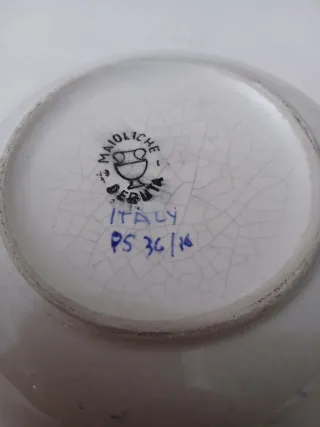 MAIOLICHE
DERUTA
ITALY
PS 36/16